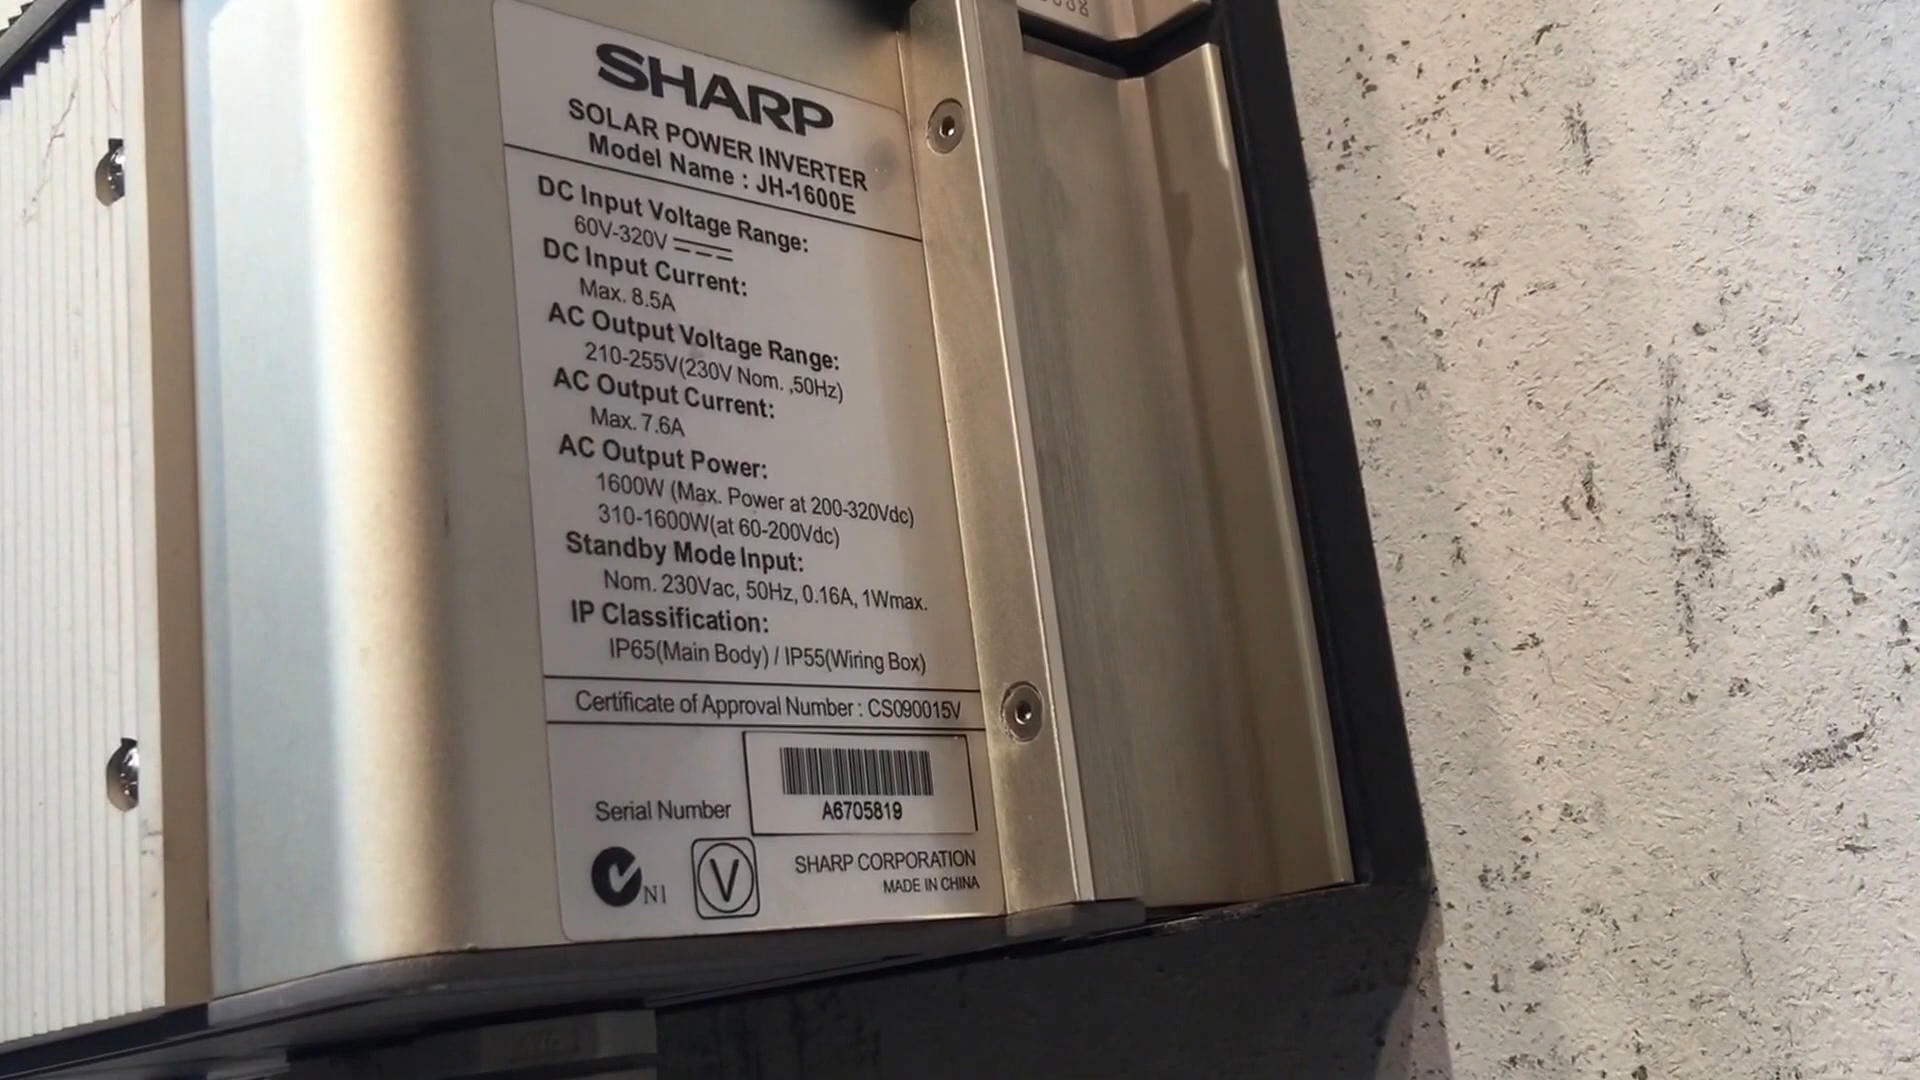 SHARP
SOLAR POWER INVERTER
Model Name : JH-1600E
DC Input Voltage Range:
60V-320V
DC Input Current:
Max. 8.5A
AC Output Voltage Range:
210-255V(230V Nom. ,50Hz)
AC Output Current:
Max. 7.6A
AC Output Power:
1600W (Max. Power at 200-320Vdc)
310-1600W(at 60-200Vdc)
Standby Mode Input:
Nom. 230Vac, 50Hz, 0.16A, 1Wmax.
IP Classification:
IP65(Main Body) / IP55(Wiring Box)
Certificate of Approval Number : CS090015V
Serial Number
A6705819
N1
V
SHARP CORPORATION
MADE IN CHINA